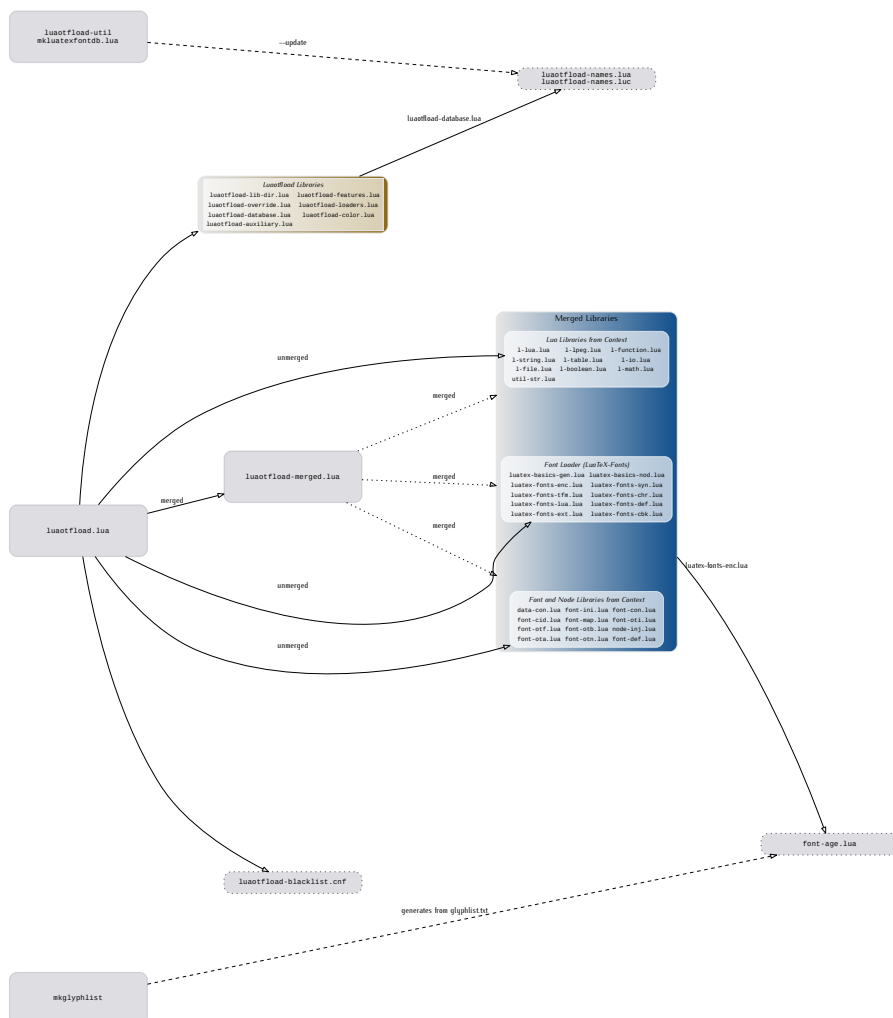 luaotfload-util
mkluatexfontdb.lua
--update
luaotfload-names.lua
luaotfload-names.luc
luaotfload-database.lua
Luaotfload Libraries
luaotfload-lib-dir.lua luaotfload-features.lua
luaotfload-override.lua luaotfload-loaders.lua
luaotfload-database.lua luaotfload-color.lua
luaotfload-auxiliary.lua
Merged Libraries
Lua Libraries from Context
l-lua.lua l-lpeg.lua l-function.lua
l-string.lua l-table.lua l-io.lua
l-file.lua l-boolean.lua l-math.lua
util-str.lua
unmerged
merged
luaotfload-merged.lua
merged
merged
Font Loader (LuaTeX-Fonts)
luatex-basics-gen.lua luatex-basics-nod.lua
luatex-fonts-enc.lua luatex-fonts-syn.lua
luatex-fonts-tfm.lua luatex-fonts-chr.lua
luatex-fonts-lua.lua luatex-fonts-def.lua
luatex-fonts-ext.lua luatex-fonts-cbk.lua
merged
luaotfload.lua
luatex-fonts-enc.lua
unmerged
Font and Node Libraries from Context
data-con.lua font-ini.lua font-con.lua
font-cid.lua font-map.lua font-oti.lua
font-otf.lua font-otb.lua node-inj.lua
font-ota.lua font-otn.lua font-def.lua
unmerged
font-age.lua
luaotfload-blacklist.cnf
generates from glyphlist.txt
mkglyphlist